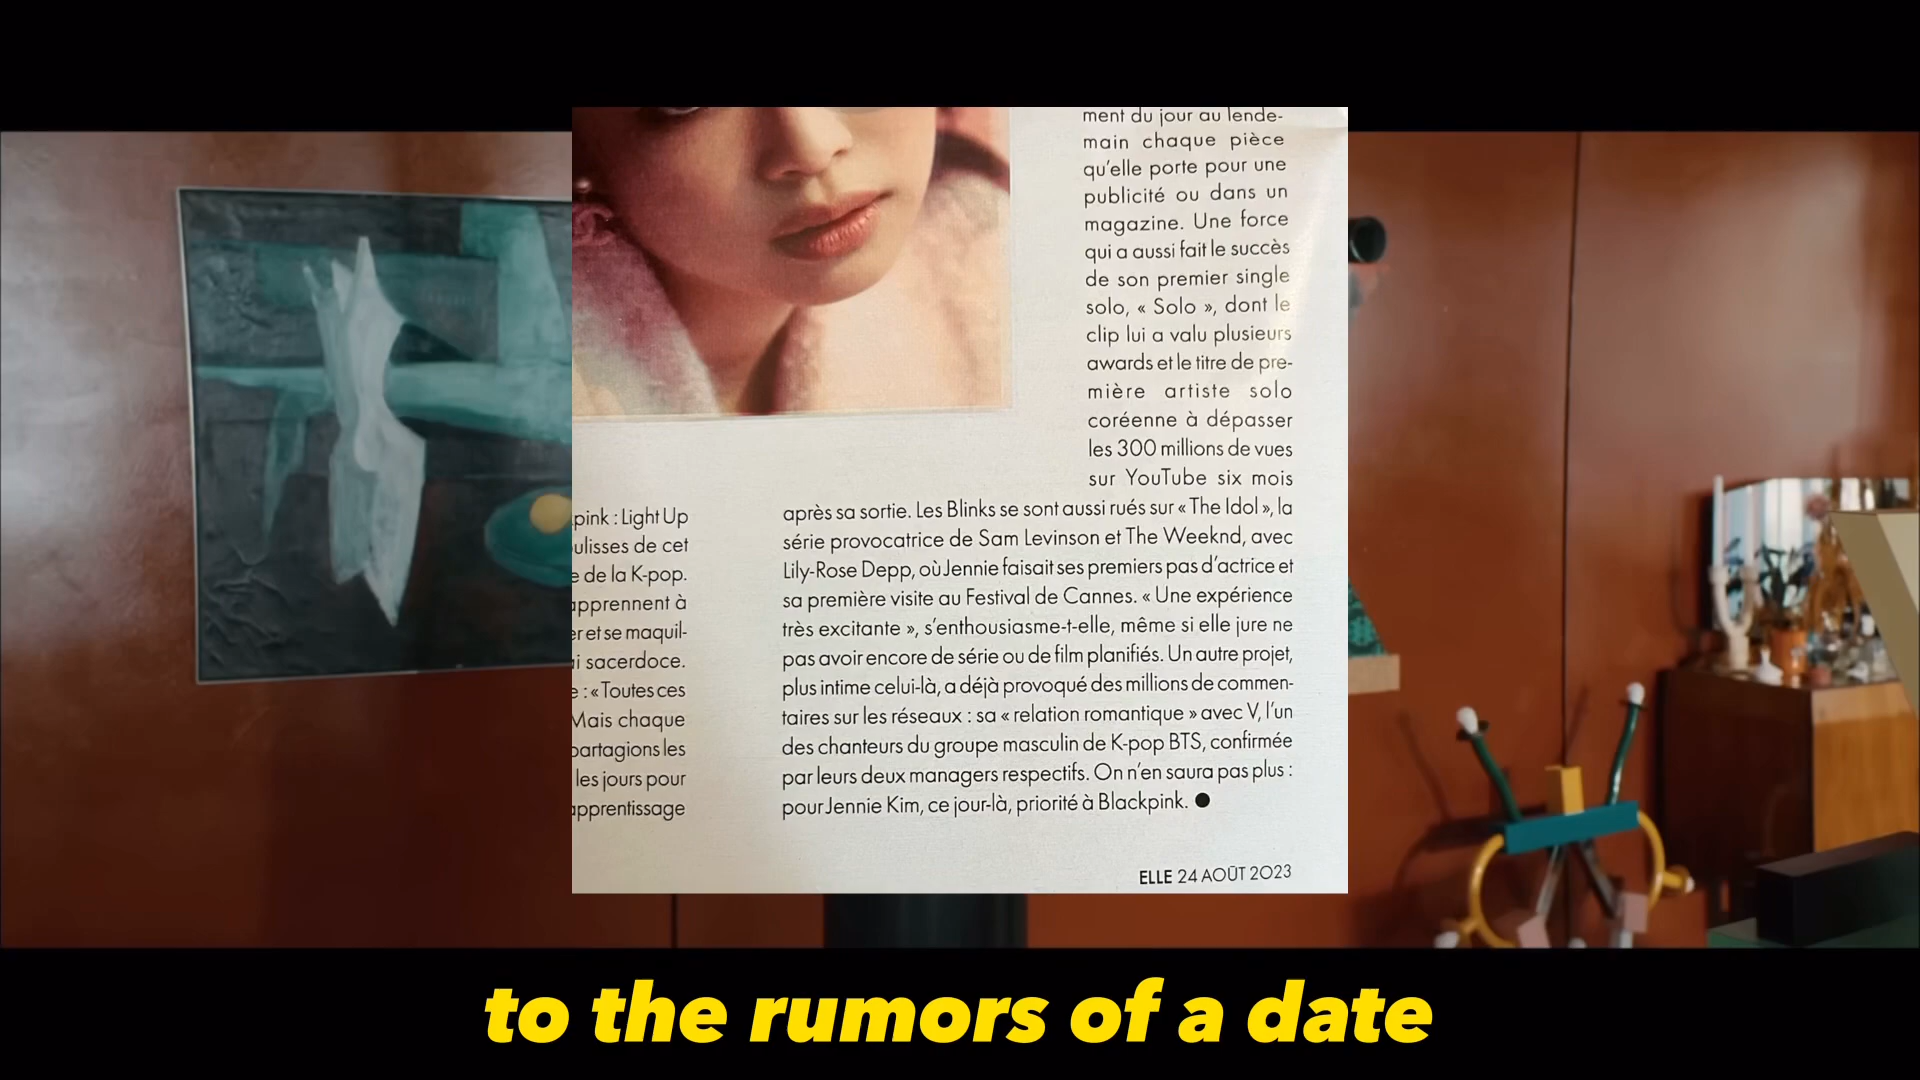 ment du jour au lende-
main chaque pièce
qu'elle porte pour une
publicité ou dans un
magazine. Une force
qui a aussi fait le succès
de son premier single
solo, « Solo », dont le
clip lui a valu plusieurs
awards et le titre de pre-
mière artiste solo
coréenne à dépasser
les 300 millions de vues
sur YouTube six mois
pink : Light Up
ulisses de cet
e de la K-pop.
apprennent à
er et se maquil-
i sacerdoce.
e : « Toutes ces
Mais chaque
partagions les
les jours pour
apprentissage
après sa sortie. Les Blinks se sont aussi rués sur « The Idol », la
série provocatrice de Sam Levinson et The Weeknd, avec
Lily-Rose Depp, où Jennie faisait ses premiers pas d'actrice et
sa première visite au Festival de Cannes. « Une expérience
très excitante », s'enthousiasme-t-elle, même si elle jure ne
pas avoir encore de série ou de film planifiés. Un autre projet,
plus intime celui-là, a déjà provoqué des millions de commen-
taires sur les réseaux : sa « relation romantique » avec V, l'un
des chanteurs du groupe masculin de K-pop BTS, confirmée
par leurs deux managers respectifs. On n'en saura pas plus :
pour Jennie Kim, ce jour-là, priorité à Blackpink. ●
ELLE 24 AOÛT 2023
to the rumors of a date